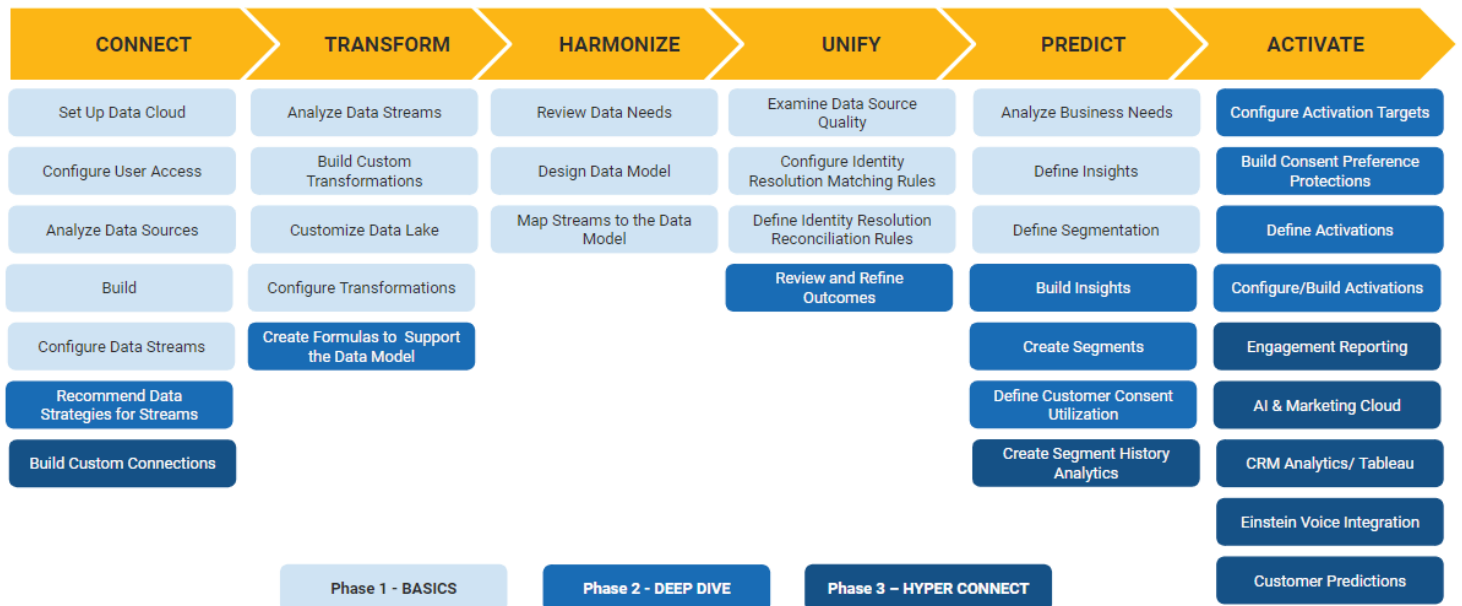 CONNECT
TRANSFORM
HARMONIZE
UNIFY
PREDICT
ACTIVATE
Set Up Data Cloud
Configure User Access
Analyze Data Sources
Build
Configure Data Streams
Recommend Data
Strategies for Streams
Build Custom Connections
Analyze Data Streams
Build Custom
Transformations
Customize Data Lake
Configure Transformations
Create Formulas to Support
the Data Model
Review Data Needs
Design Data Model
Map Streams to the Data
Model
Examine Data Source
Quality
Configure Identity
Resolution Matching Rules
Define Identity Resolution
Reconciliation Rules
Review and Refine
Outcomes
Analyze Business Needs
Define Insights
Define Segmentation
Build Insights
Create Segments
Define Customer Consent
Utilization
Create Segment History
Analytics
Configure Activation Targets
Build Consent Preference
Protections
Define Activations
Configure/Build Activations
Engagement Reporting
AI & Marketing Cloud
CRM Analytics/ Tableau
Einstein Voice Integration
Customer Predictions
Phase 1 - BASICS
Phase 2 - DEEP DIVE
Phase 3 – HYPER CONNECT